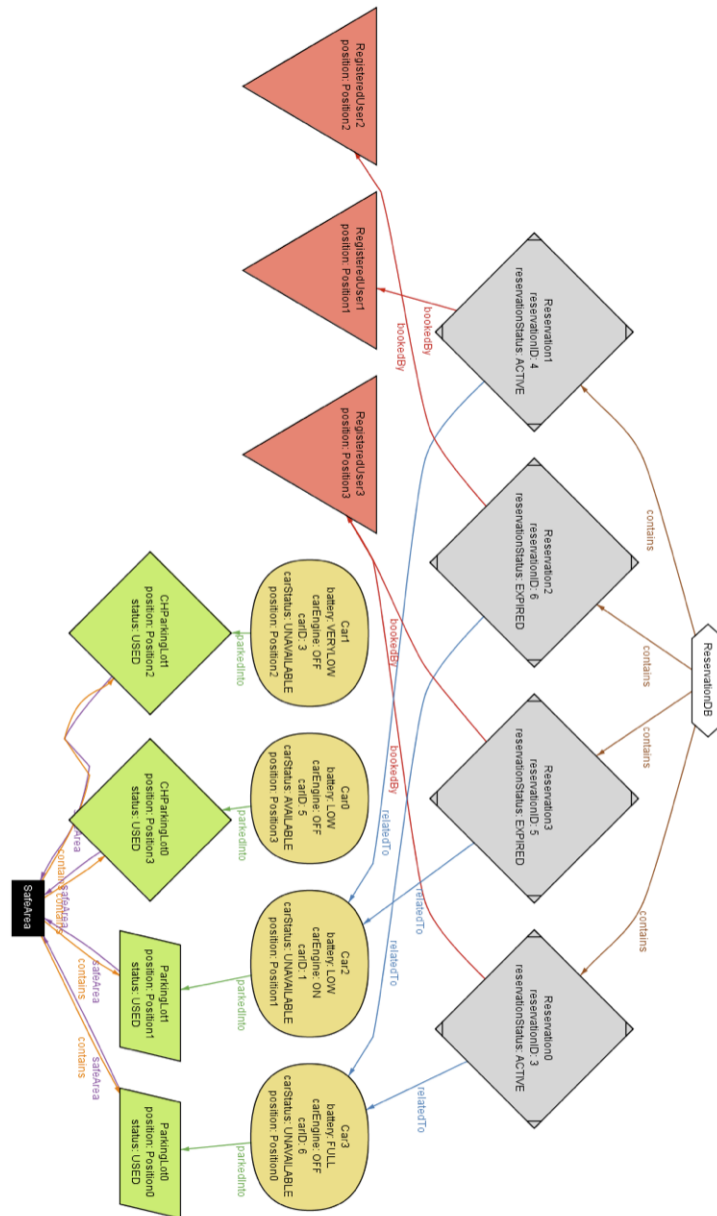 ReservationDB
contains
contains
contains
contains
Reservation1
reservationID: 4
reservationStatus: ACTIVE
Reservation2
reservationID: 6
reservationStatus: EXPIRED
Reservation3
reservationID: 5
reservationStatus: EXPIRED
Reservation0
reservationID: 3
reservationStatus: ACTIVE
bookedBy
bookedBy
bookedBy
bookedBy
relatedTo
relatedTo
relatedTo
relatedTo
RegisteredUser2
position: Position2
RegisteredUser1
position: Position1
RegisteredUser3
position: Position3
Car1
battery: VERYLOW
carEngine: OFF
carID: 3
carStatus: UNAVAILABLE
position: Position2
Car0
battery: LOW
carEngine: OFF
carID: 5
carStatus: AVAILABLE
position: Position3
Car2
battery: LOW
carEngine: ON
carID: 1
carStatus: UNAVAILABLE
position: Position1
Car3
battery: FULL
carEngine: OFF
carID: 6
carStatus: UNAVAILABLE
position: Position0
parkedInto
parkedInto
parkedInto
parkedInto
CHParkingLot1
position: Position2
status: USED
CHParkingLot0
position: Position3
status: USED
ParkingLot1
position: Position1
status: USED
ParkingLot0
position: Position0
status: USED
safeArea
contains
safeArea
contains
safeArea
contains
safeArea
contains
SafeArea